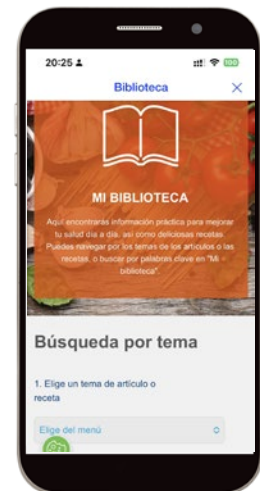 20:25
100
Biblioteca
MI BIBLIOTECA
Aquí encontrarás información práctica para mejorar
tu salud día a día, así como deliciosas recetas.
Puedes navegar por los temas de los artículos o las
recetas, o buscar por palabras clave en "Mi
biblioteca".
Búsqueda por tema
1. Elige un tema de artículo o
receta
Elige del menú